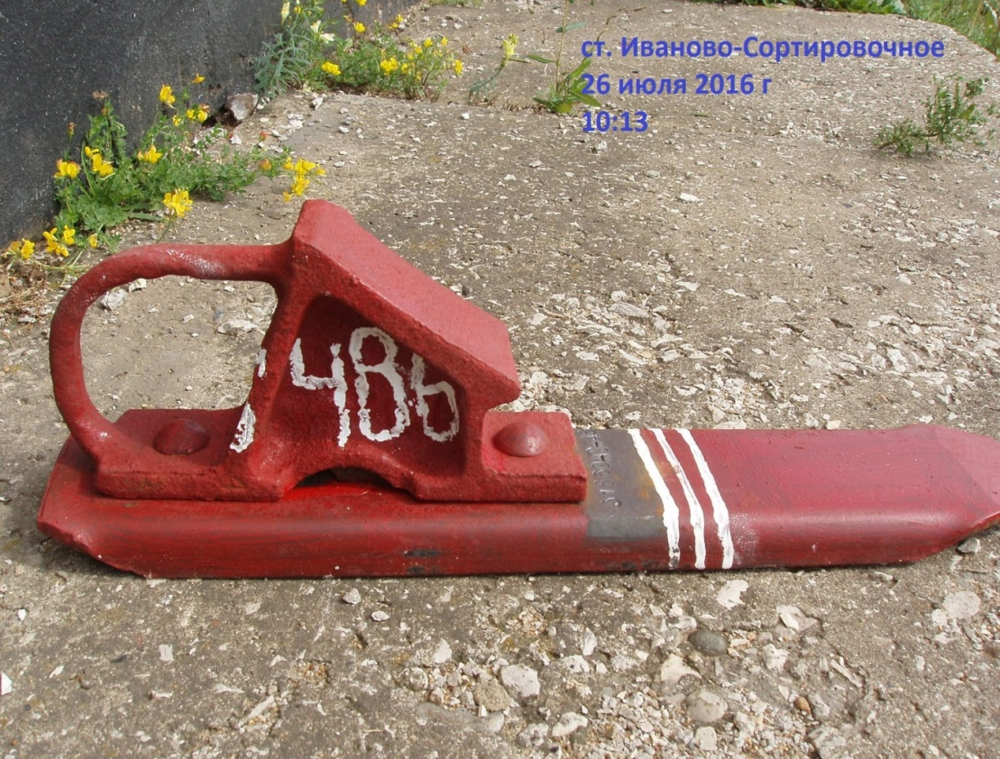 ст. Иваново-Сортировочное
26 июля 2016 г
10:13
486